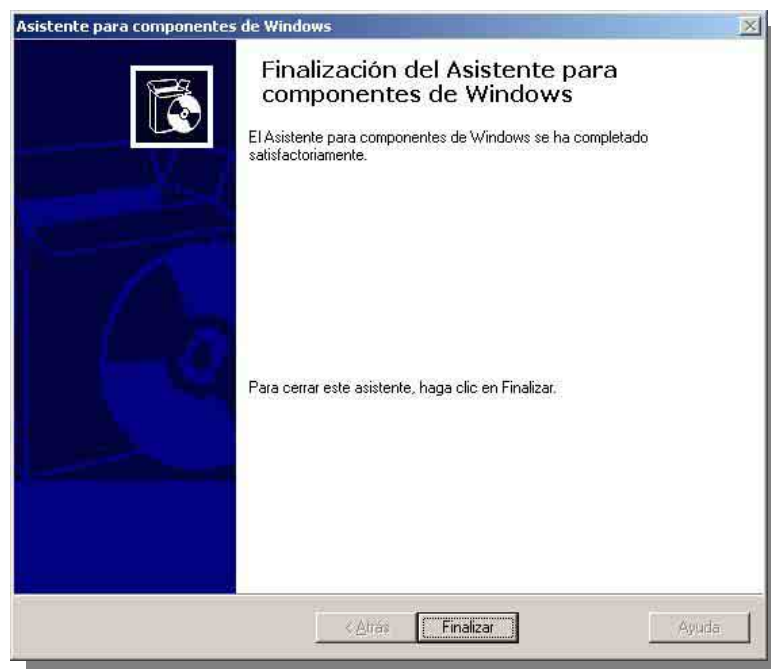 Asistente para componentes de Windows
Finalización del Asistente para
componentes de Windows
El Asistente para componentes de Windows se ha completado
satisfactoriamente.
Para cerrar este asistente, haga clic en Finalizar.
< Atrás Finalizar Ayuda